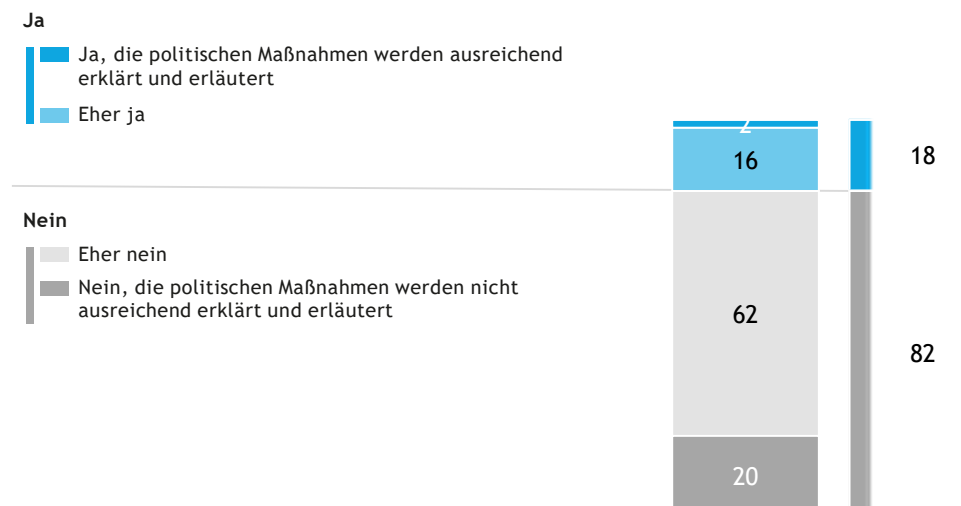 Ja
Ja, die politischen Maßnahmen werden ausreichend
erklärt und erläutert
Eher ja
2
16
18
Nein
Eher nein
Nein, die politischen Maßnahmen werden nicht
ausreichend erklärt und erläutert
62
82
20